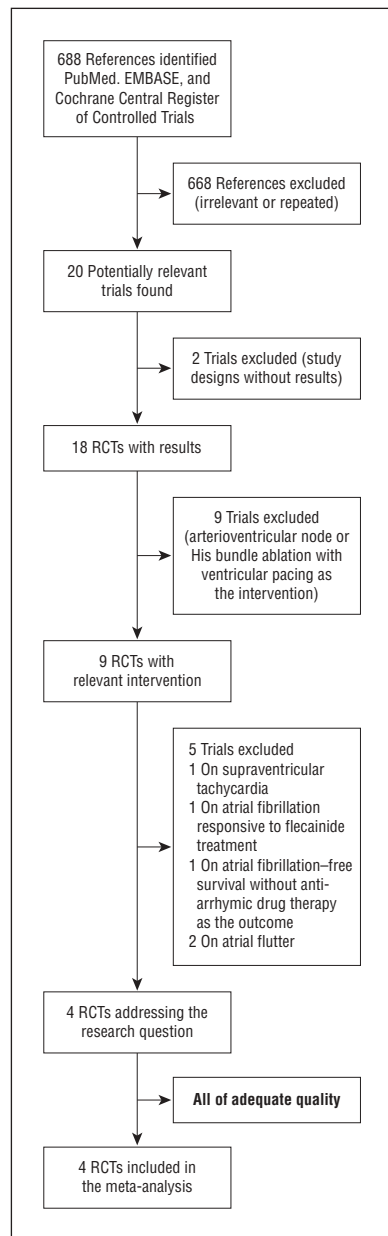 688 References identified
PubMed. EMBASE, and
Cochrane Central Register
of Controlled Trials
668 References excluded
(irrelevant or repeated)
20 Potentially relevant
trials found
2 Trials excluded (study
designs without results)
18 RCTs with results
9 Trials excluded
(arterioventricular node or
His bundle ablation with
ventricular pacing as
the intervention)
9 RCTs with
relevant intervention
5 Trials excluded
1 On supraventricular
tachycardia
1 On atrial fibrillation
responsive to flecainide
treatment
1 On atrial fibrillation–free
survival without anti-
arrhymic drug therapy
as the outcome
2 On atrial flutter
4 RCTs addressing the
research question
All of adequate quality
4 RCTs included in
the meta-analysis